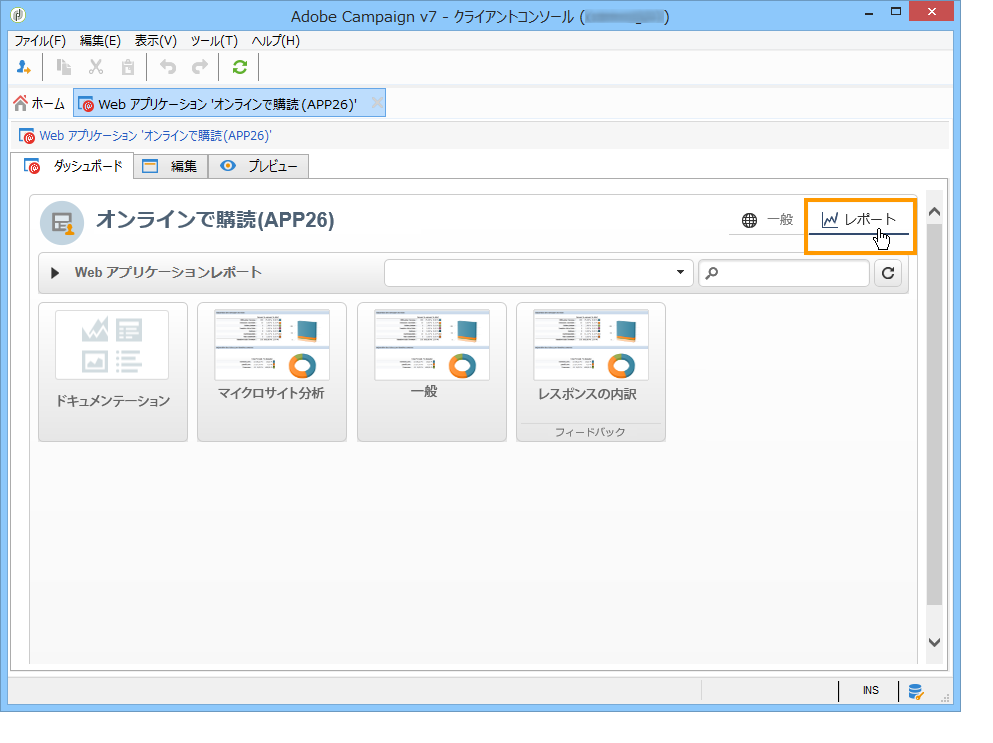 Adobe Campaign v7 - クライアントコンソール ( )
ファイル(F) 編集(E) 表示(V) ツール(T) ヘルプ(H)
ホーム Web アプリケーション 'オンラインで購読(APP26)'
Web アプリケーション 'オンラインで購読(APP26)'
ダッシュボード 編集 プレビュー
オンラインで購読(APP26) 一般 レポート
Web アプリケーションレポート
ドキュメンテーション マイクロサイト分析 一般 レスポンスの内訳
フィードバック
INS